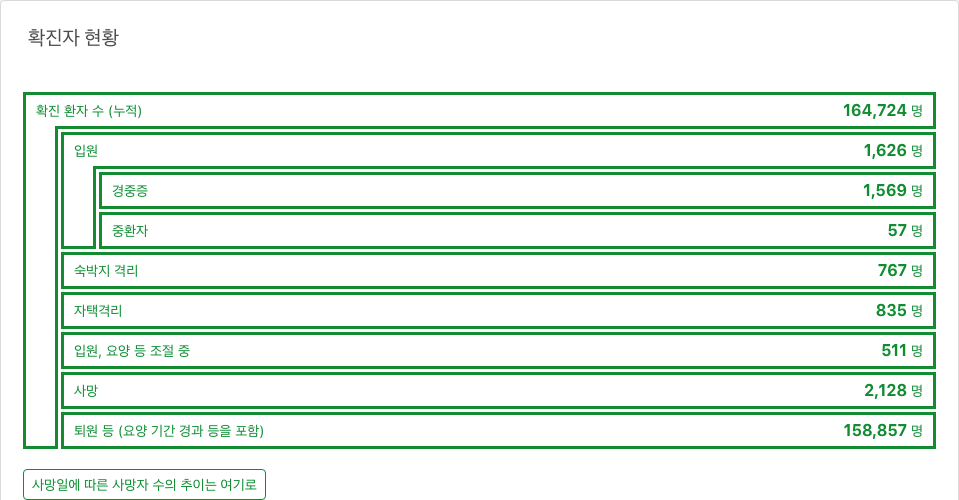 확진자 현황
확진 환자 수 (누적) 164,724 명
입원 1,626 명
경중증 1,569 명
중환자 57 명
숙박지 격리 767 명
자택격리 835 명
입원, 요양 등 조절 중 511 명
사망 2,128 명
퇴원 등 (요양 기간 경과 등을 포함) 158,857 명
사망일에 따른 사망자 수의 추이는 여기로